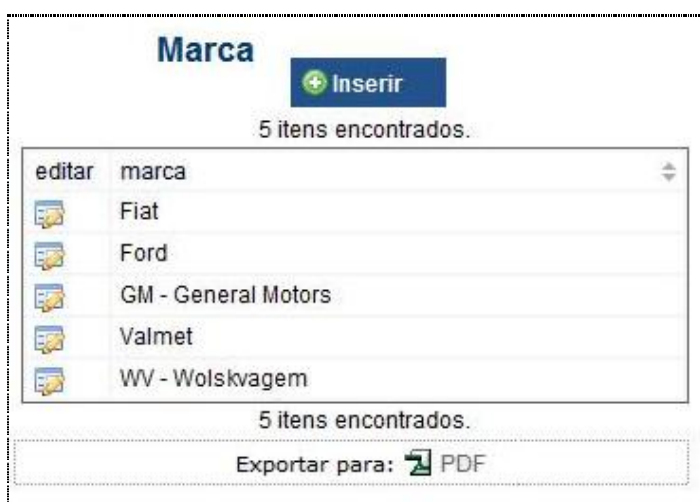 Marca
Inserir
5 itens encontrados.
editar marca
Fiat
Ford
GM - General Motors
Valmet
WV - Wolskvagem
5 itens encontrados.
Exportar para: PDF